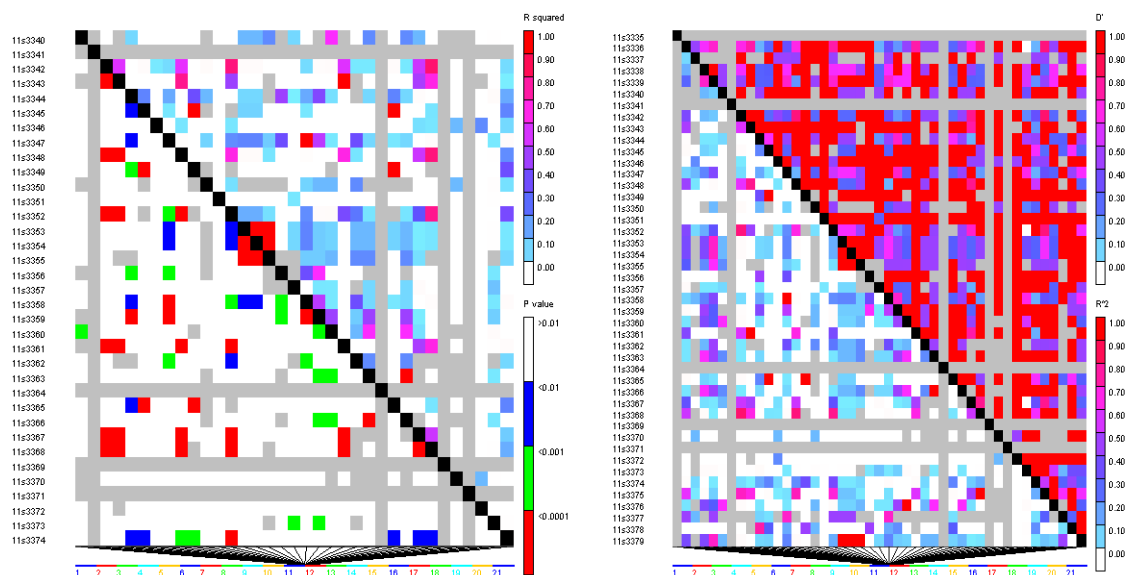 R squared
1.00
0.90
0.80
0.70
0.60
0.50
0.40
0.30
0.20
0.10
0.00
P value
>0.01
<0.01
<0.001
<0.0001
11s3340
11s3341
11s3342
11s3343
11s3344
11s3345
11s3346
11s3347
11s3348
11s3349
11s3350
11s3351
11s3352
11s3353
11s3354
11s3355
11s3356
11s3357
11s3358
11s3359
11s3360
11s3361
11s3362
11s3363
11s3364
11s3365
11s3366
11s3367
11s3368
11s3369
11s3370
11s3371
11s3372
11s3373
11s3374
1 2 3 4 5 6 7 8 9 10 11 12 13 14 15 16 17 18 19 20 21
D'
1.00
0.90
0.80
0.70
0.60
0.50
0.40
0.30
0.20
0.10
0.00
R^2
1.00
0.90
0.80
0.70
0.60
0.50
0.40
0.30
0.20
0.10
0.00
11s3335
11s3336
11s3337
11s3338
11s3339
11s3340
11s3341
11s3342
11s3343
11s3344
11s3345
11s3346
11s3347
11s3348
11s3349
11s3350
11s3351
11s3352
11s3353
11s3354
11s3355
11s3356
11s3357
11s3358
11s3359
11s3360
11s3361
11s3362
11s3363
11s3364
11s3365
11s3366
11s3367
11s3368
11s3369
11s3370
11s3371
11s3372
11s3373
11s3374
11s3375
11s3376
11s3377
11s3378
11s3379
1 2 3 4 5 6 7 8 9 10 11 12 13 14 15 16 17 18 19 20 21